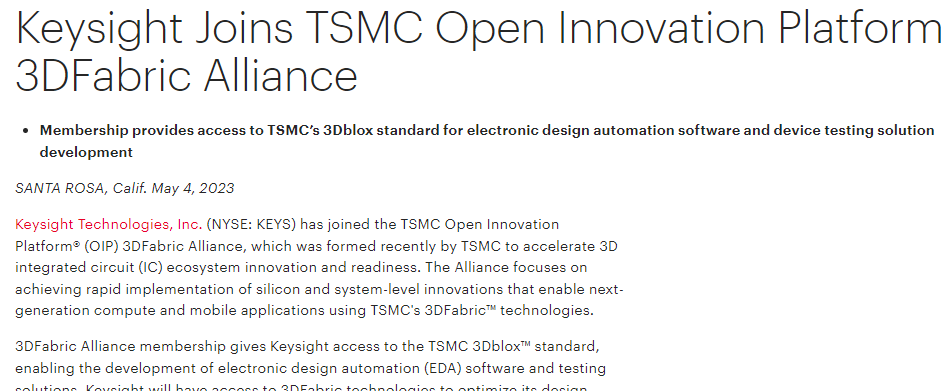 Keysight Joins TSMC Open Innovation Platform
3DFabric Alliance
• Membership provides access to TSMC's 3Dblox standard for electronic design automation software and device testing solution
development
SANTA ROSA, Calif. May 4, 2023
Keysight Technologies, Inc. (NYSE: KEYS) has joined the TSMC Open Innovation
Platform® (OIP) 3DFabric Alliance, which was formed recently by TSMC to accelerate 3D
integrated circuit (IC) ecosystem innovation and readiness. The Alliance focuses on
achieving rapid implementation of silicon and system-level innovations that enable next-
generation compute and mobile applications using TSMC's 3DFabric™ technologies.
3DFabric Alliance membership gives Keysight access to the TSMC 3Dblox™ standard,
enabling the development of electronic design automation (EDA) software and testing
solutions. Keysight will have access to 3DFabric technologies to optimize its design